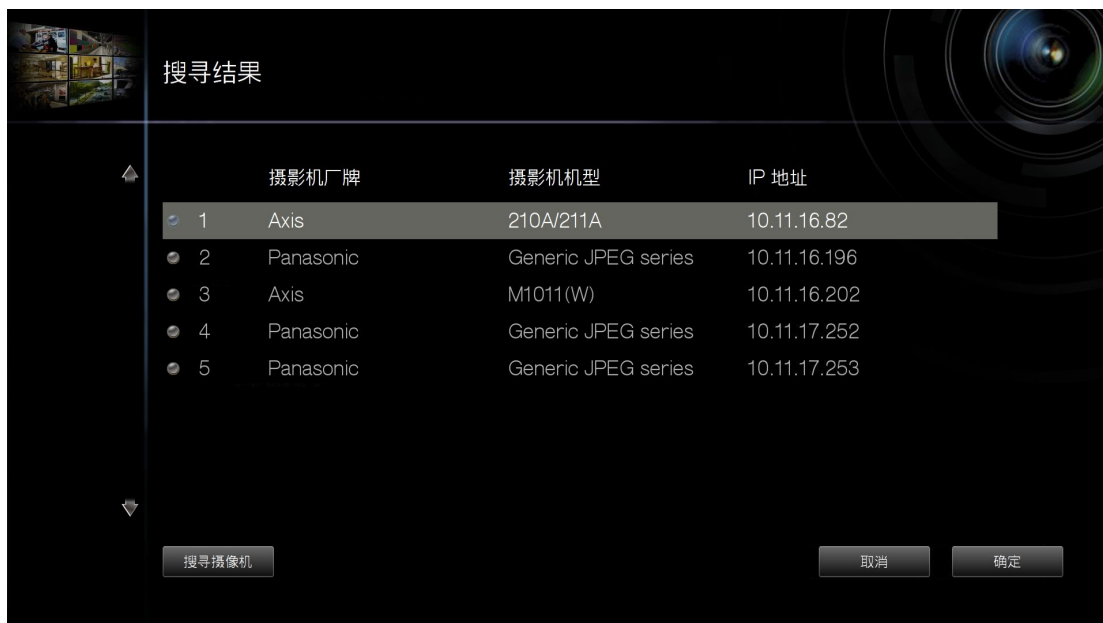 搜寻结果
摄影机厂牌 摄影机机型 IP 地址
1 Axis 210A/211A 10.11.16.82
2 Panasonic Generic JPEG series 10.11.16.196
3 Axis M1011(W) 10.11.16.202
4 Panasonic Generic JPEG series 10.11.17.252
5 Panasonic Generic JPEG series 10.11.17.253
搜寻摄像机 取消 确定